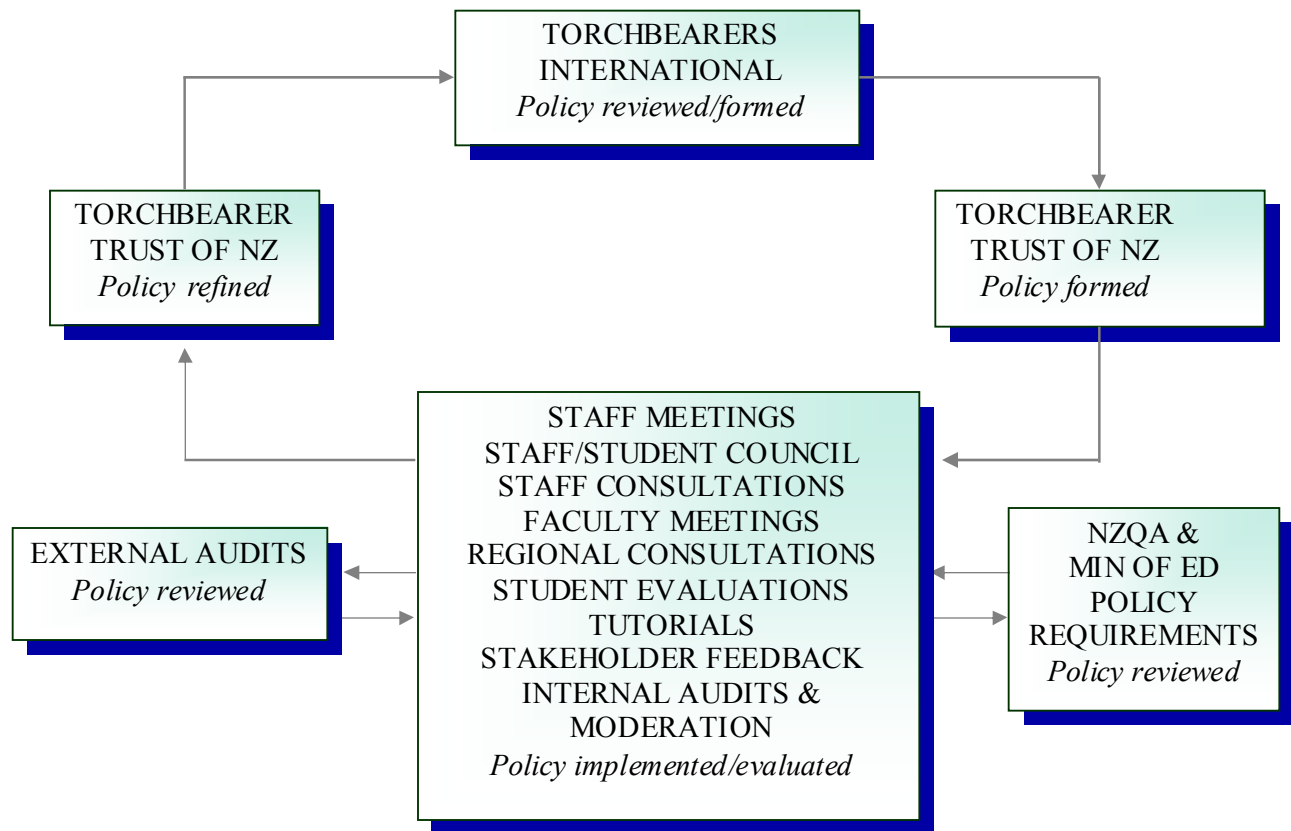 TORCHBEARERS
INTERNATIONAL
Policy reviewed/formed
TORCHBEARER
TRUST OF NZ
Policy refined
TORCHBEARER
TRUST OF NZ
Policy formed
STAFF MEETINGS
STAFF/STUDENT COUNCIL
STAFF CONSULTATIONS
FACULTY MEETINGS
REGIONAL CONSULTATIONS
STUDENT EVALUATIONS
TUTORIALS
STAKEHOLDER FEEDBACK
INTERNAL AUDITS &
MODERATION
Policy implemented/evaluated
EXTERNAL AUDITS
Policy reviewed
NZQA &
MIN OF ED
POLICY
REQUIREMENTS
Policy reviewed